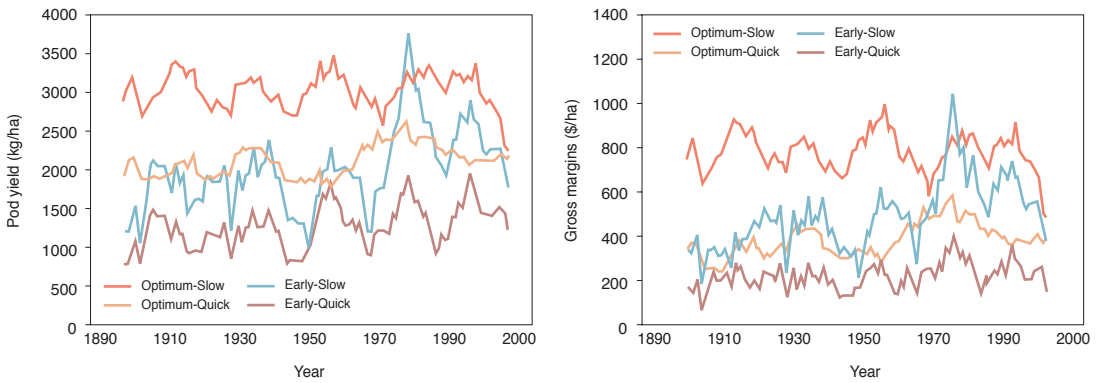 Pod yield (kg/ha)
4000
3500
3000
2500
2000
1500
1000
500
0
Optimum-Slow
Optimum-Quick
Early-Slow
Early-Quick
1890
1910
1930
1950
1970
1990
2000
Year
Gross margins ($/ha)
1400
1200
1000
800
600
400
200
0
Optimum-Slow
Optimum-Quick
Early-Slow
Early-Quick
1890
1910
1930
1950
1970
1990
2000
Year